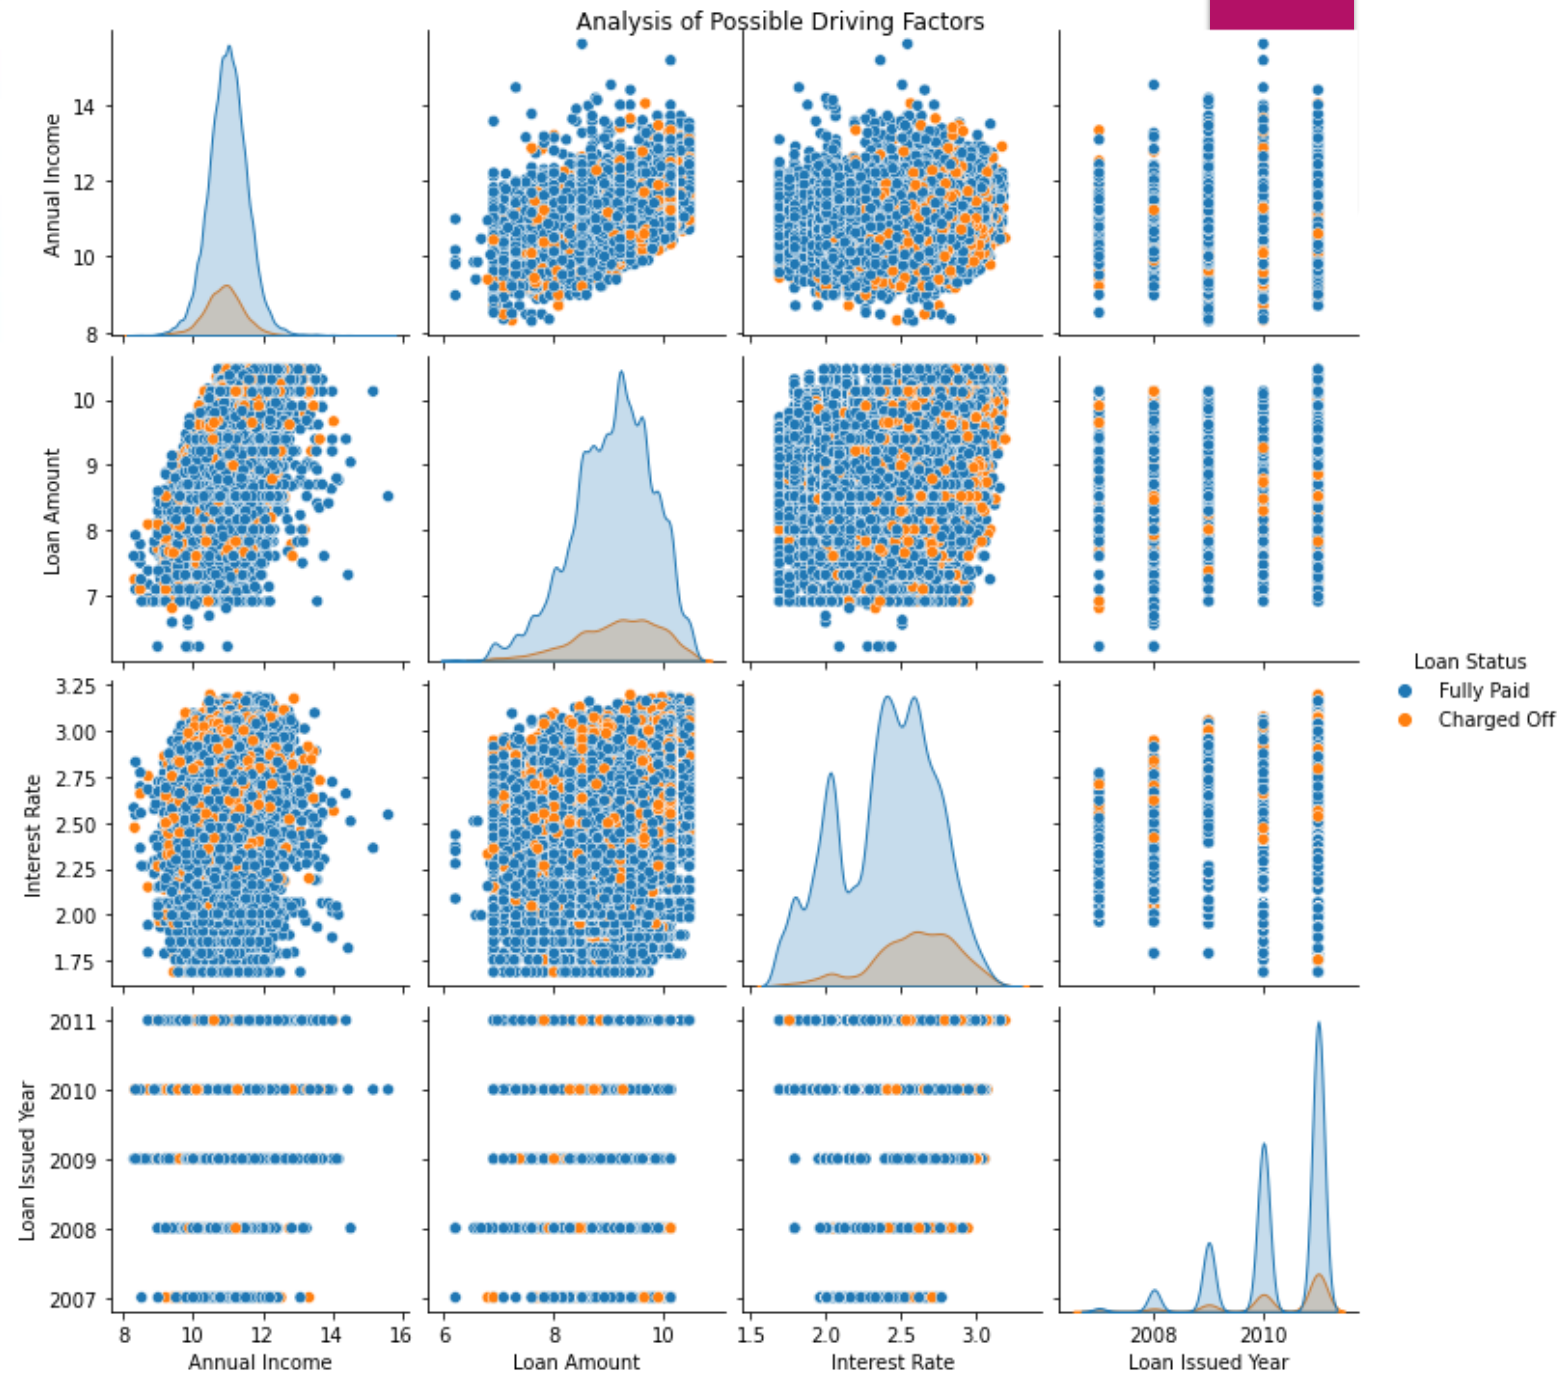 Analysis of Possible Driving Factors
Annual Income
14
12
10
8
Loan Amount
10
9
8
7
Interest Rate
3.25
3.00
2.75
2.50
2.25
2.00
1.75
Loan Status
Fully Paid
Charged Off
Loan Issued Year
2011
2010
2009
2008
2007
8 10 12 14 16
6 8 10
1.5 2.0 2.5 3.0
2008 2010
Annual Income
Loan Amount
Interest Rate
Loan Issued Year